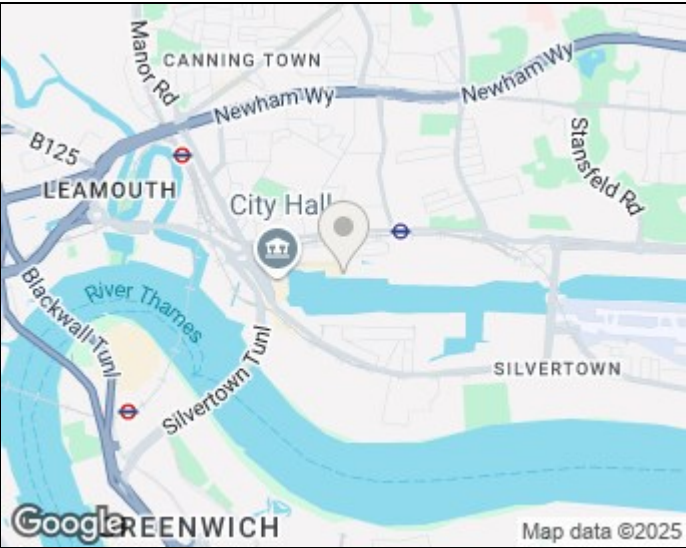 Manor Rd
CANNING TOWN
Newham Wy
Newham Wy
B125
Stansfeld Rd
LEAMOUTH
City Hall
River Thames
Blackwall Tunl
Silvertown Tunl
SILVERTOWN
Google
GREENWICH
Map data ©2025